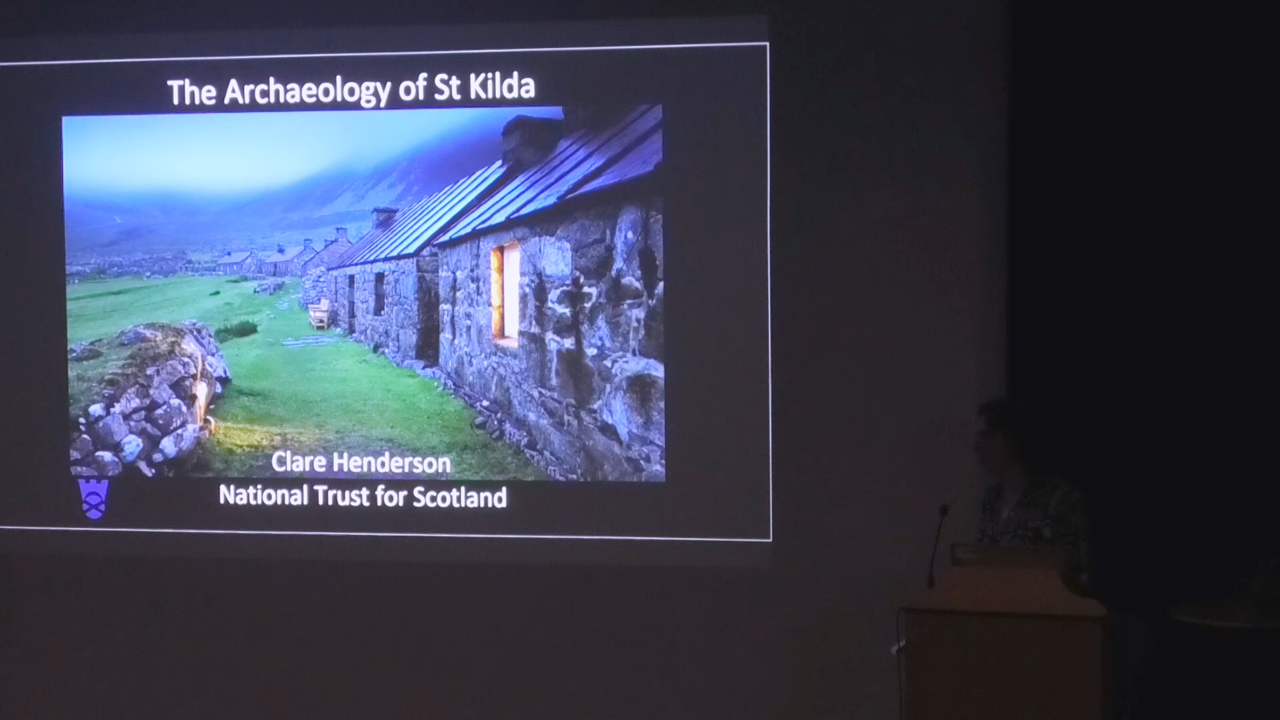 The Archaeology of St Kilda
Clare Henderson
National Trust for Scotland